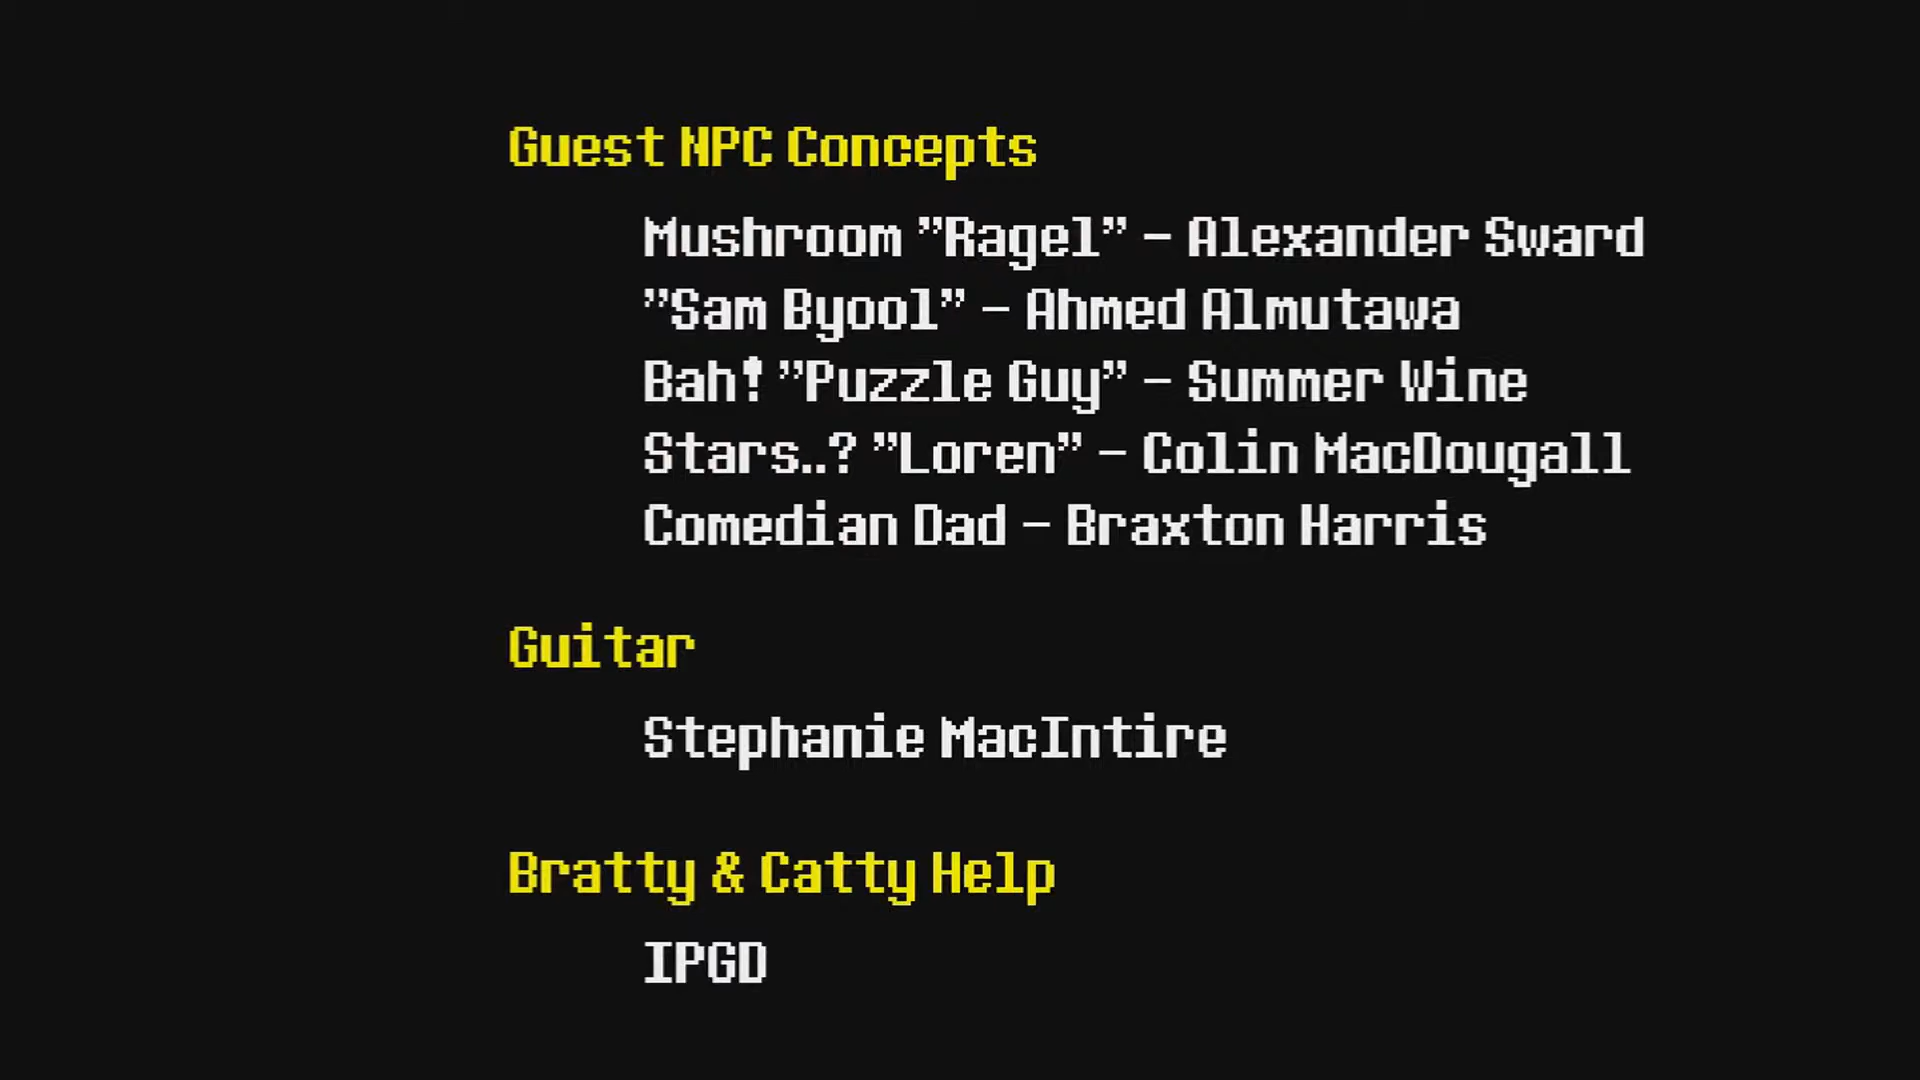 Guest NPC Concepts
Mushroom "Ragel" - Alexander Sward
"Sam Byool" - Ahmed Almutawa
Bah! "Puzzle Guy" - Summer Wine
Stars..? "Loren" - Colin MacDougall
Comedian Dad - Braxton Harris
Guitar
Stephanie MacIntire
Bratty & Catty Help
IPGD